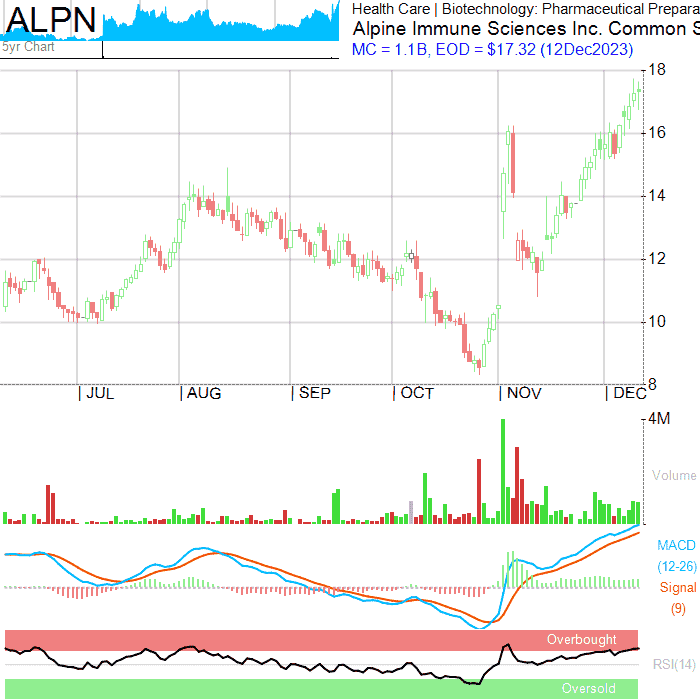 ALPN
5yr Chart
Health Care | Biotechnology: Pharmaceutical Prepara
Alpine Immune Sciences Inc. Common S
MC = 1.1B, EOD = $17.32 (12Dec2023)
18
16
14
12
10
8
| JUL | AUG | SEP | OCT | NOV | DEC
4M
Volume
MACD
(12-26)
Signal
(9)
Overbought
RSI(14)
Oversold